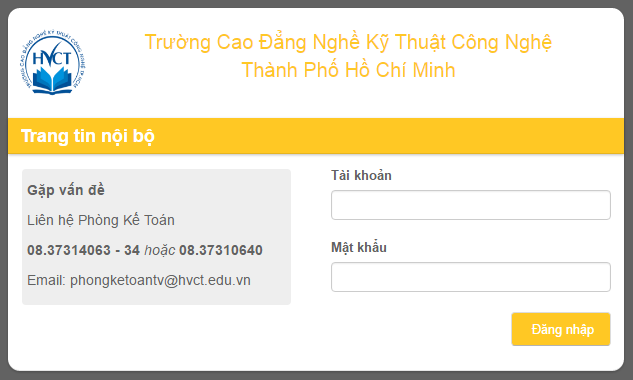 HVCT
Trường Cao Đẳng Nghề Kỹ Thuật Công Nghệ
Thành Phố Hồ Chí Minh
Trang tin nội bộ
Gặp vấn đề
Liên hệ Phòng Kế Toán
08.37314063 - 34 hoặc 08.37310640
Email: phongketoantv@hvct.edu.vn
Tài khoản
Mật khẩu
Đăng nhập